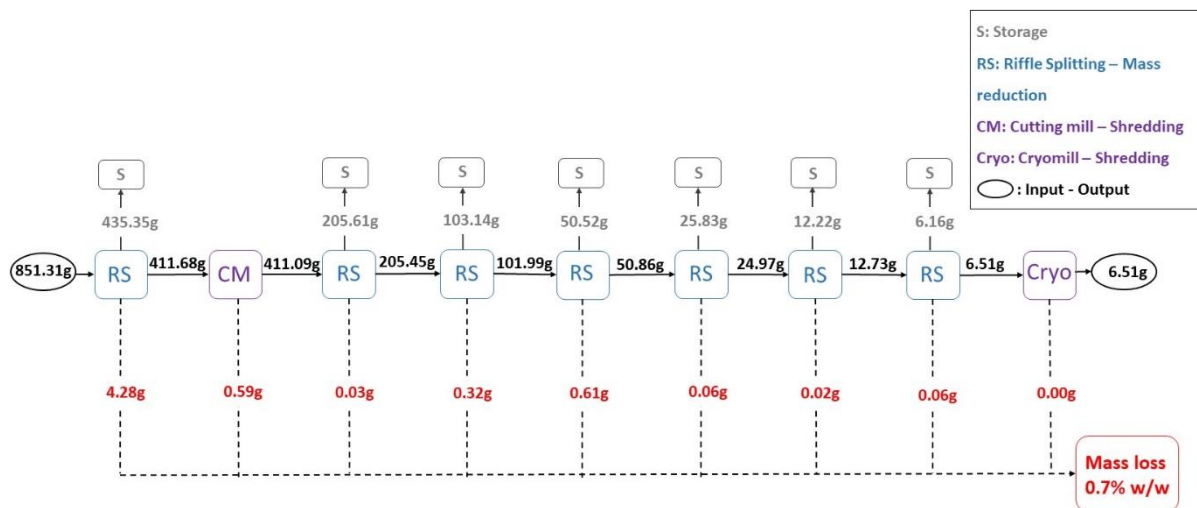 S: Storage
RS: Riffle Splitting – Mass
reduction
CM: Cutting mill – Shredding
Cryo: Cryomill – Shredding
: Input - Output
S S S S S S S
435.35g 205.61g 103.14g 50.52g 25.83g 12.22g 6.16g
851.31g RS 411.68g CM 411.09g RS 205.45g RS 101.99g RS 50.86g RS 24.97g RS 12.73g RS 6.51g Cryo 6.51g
4.28g 0.59g 0.03g 0.32g 0.61g 0.06g 0.02g 0.06g 0.00g
Mass loss
0.7% w/w